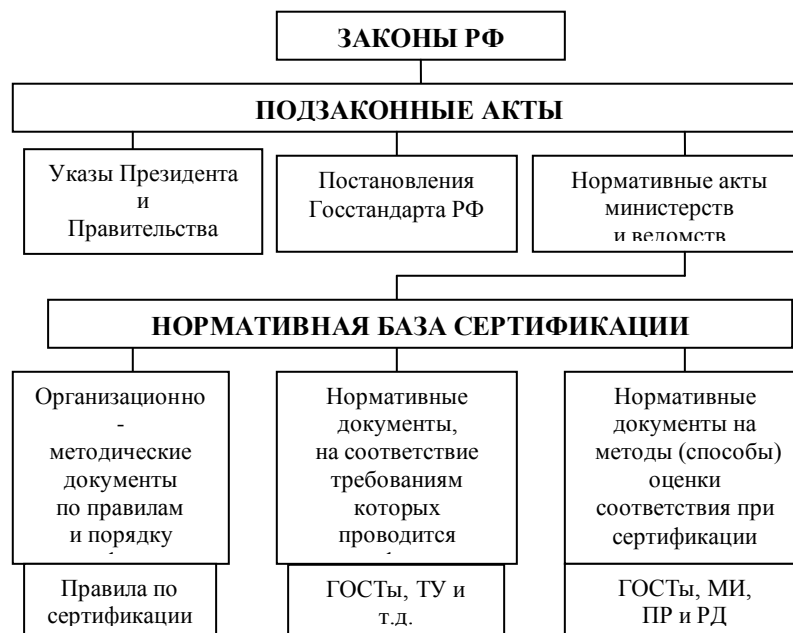 ЗАКОНЫ РФ
ПОДЗАКОННЫЕ АКТЫ
Указы Президента
и
Правительства
Постановления
Госстандарта РФ
Нормативные акты
министерств
и ведомств
НОРМАТИВНАЯ БАЗА СЕРТИФИКАЦИИ
Организационно
-
методические
документы
по правилам
и порядку
Нормативные
документы,
на соответствие
требованиям
которых
проводится
Нормативные
документы на
методы (способы)
оценки
соответствия при
сертификации
Правила по
сертификации
ГОСТы, ТУ и
т.д.
ГОСТы, МИ,
ПР и РД